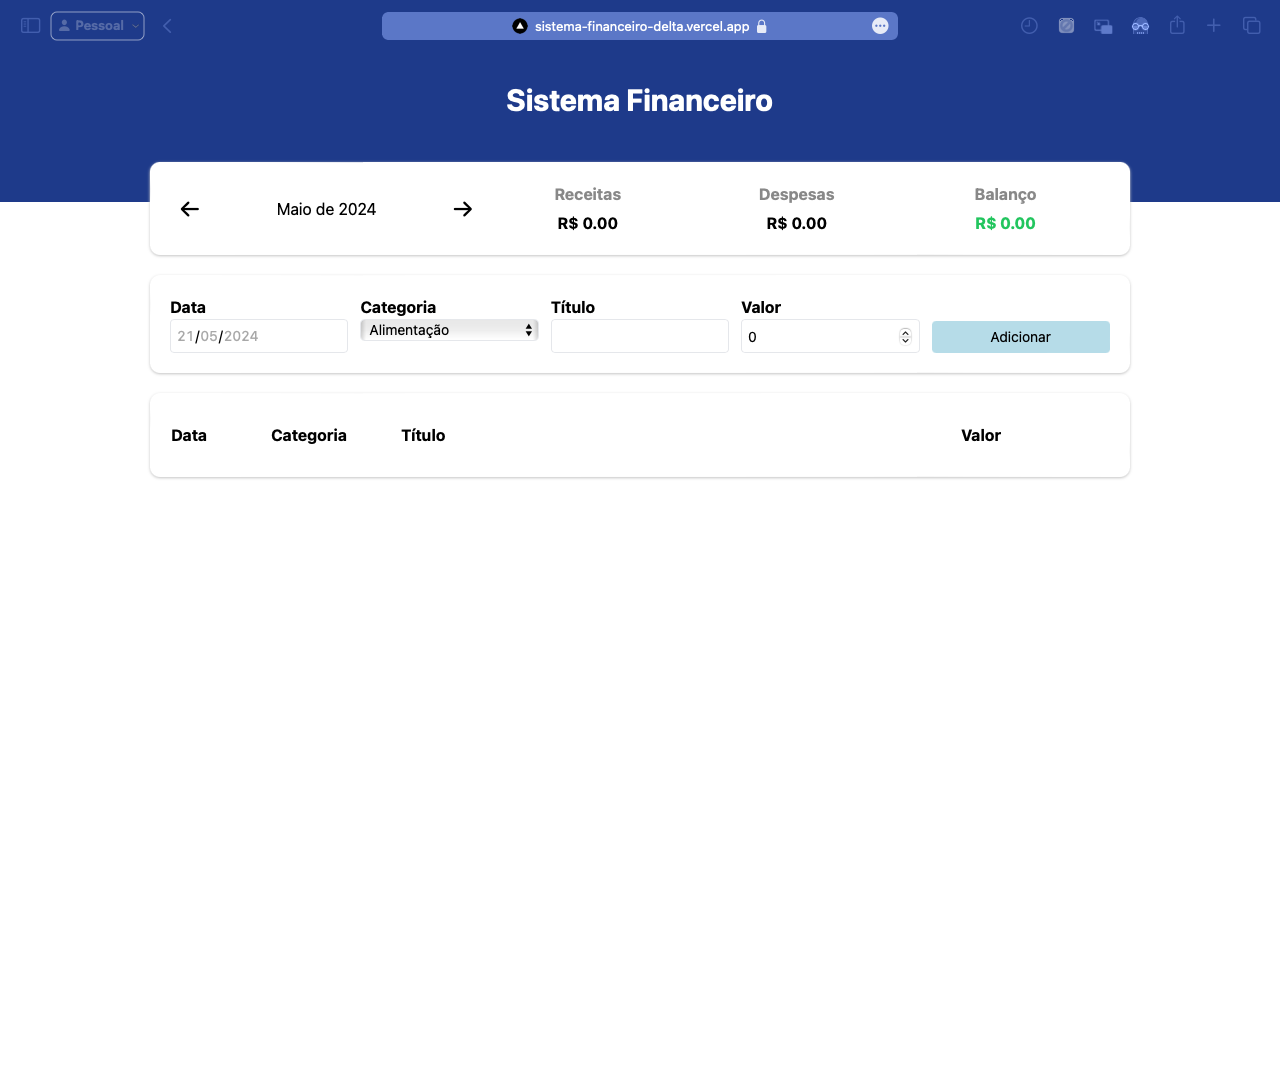 Pessoal
sistema-financeiro-delta.vercel.app
Sistema Financeiro
Maio de 2024
Receitas
R$ 0.00
Despesas
R$ 0.00
Balanço
R$ 0.00
Data
21/05/2024
Categoria
Alimentação
Título
Valor
0
Adicionar
Data Categoria Título Valor